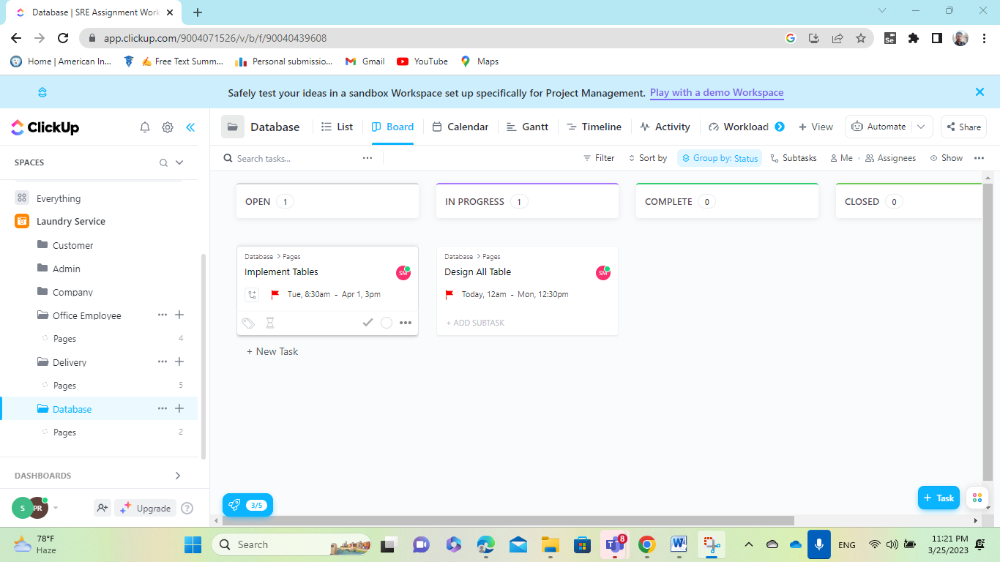 Database | SRE Assignment Work
app.clickup.com/9004071526/v/b/f/90040439608
Home | American In...
Free Text Summ...
Personal submissio...
Gmail
YouTube
Maps
Safely test your ideas in a sandbox Workspace set up specifically for Project Management. Play with a demo Workspace
ClickUp
Database
List
Board
Calendar
Gantt
Timeline
Activity
Workload
+ View
Automate
Share
SPACES
Search tasks...
Filter
Sort by
Group by: Status
Subtasks
Me
Assignees
Show
Everything
Laundry Service
Customer
Admin
Company
Office Employee
Pages 4
Delivery
Pages 5
Database
Pages 2
OPEN 1
IN PROGRESS 1
COMPLETE 0
CLOSED 0
Database > Pages
Implement Tables
SM
Tue, 8:30am - Apr 1, 3pm
+ New Task
Database > Pages
Design All Table
SM
Today, 12am - Mon, 12:30pm
+ ADD SUBTASK
DASHBOARDS
S PR
Upgrade
3/5
+ Task
78°F
Haze
Search
Se
8
ENG
11:21 PM
3/25/2023